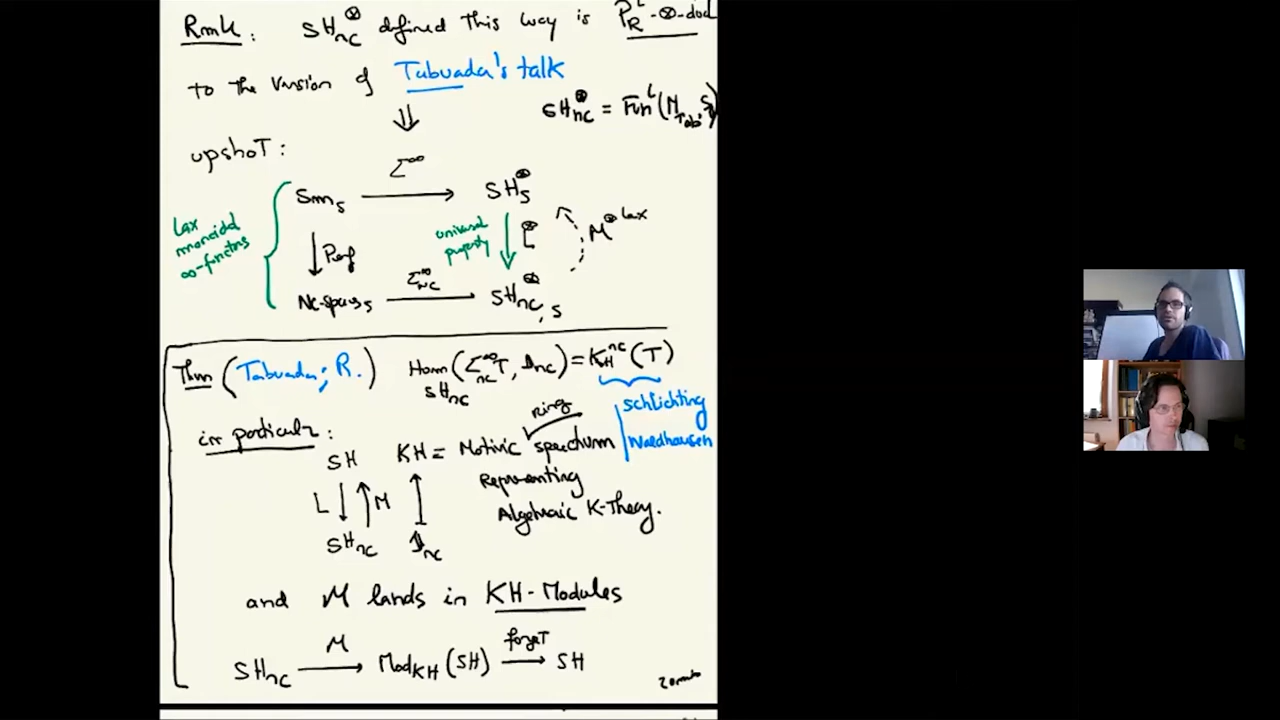 Rmk: SH_nc^⊗ defined this way is Pr_R^L-⊗-dual
to the version of Tabuada's talk
SH_nc^⊗ = Fun^L(M_Tab, Sp)
⇓
upshot:
Σ^∞
Sm_S → SH_S^⊗
Lax monoidal ∞-functors
↓ Perf
universal property
↓ L^⊗
M^⊗ lax
Nc-spaces_S → Σ_nc^∞ SH_nc,S^⊗
Thm (Tabuada; R.) Hom_SH_nc (Σ_nc^∞ T, 1_nc) = K_H^nc (T)
Schlichting
Waldhausen
in particular:
ring
SH KH = Motivic spectrum
L ↓ ↑ M ↑ Representing
Algebraic K-Theory.
SH_nc 1_nc
and M lands in KH-Modules
SH_nc →^M Mod_KH (SH) →^forget SH